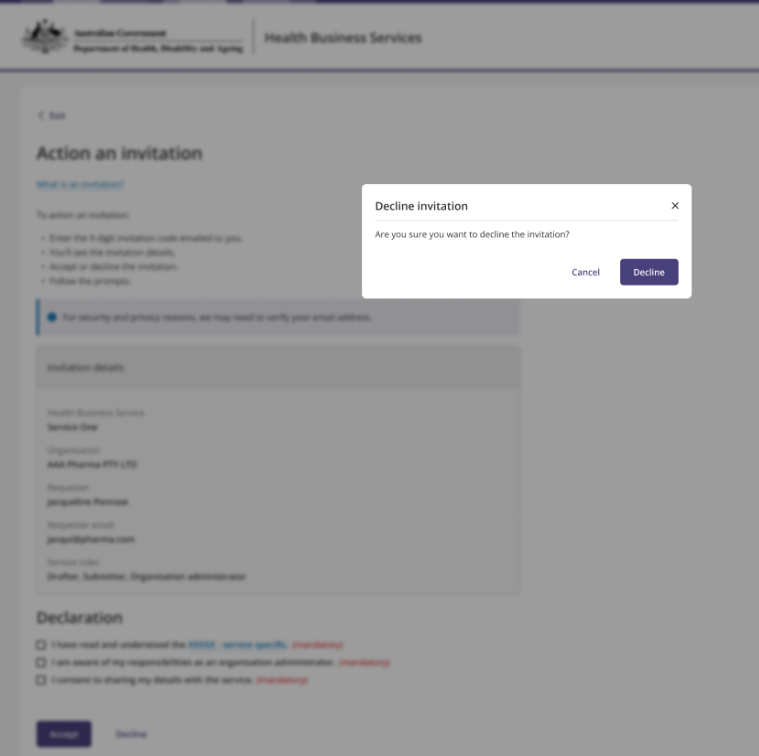 Australian Government
Department of Health, Disability and Ageing
Health Business Services
Exit
Action an invitation
What is an invitation?
To action an invitation:
• Enter the 9 digit invitation code emailed to you.
• You'll see the invitation details.
• Accept or decline the invitation.
• Follow the prompts.
Decline invitation
Are you sure you want to decline the invitation?
Cancel
Decline
For security and privacy reasons, we may need to verify your email address.
Invitation details
Health Business Service
Service One
Organisation
AAA Pharma PTY LTD
Requester
Jacqueline Penrose
Requester email
jacqui@pharma.com
Service roles
Drafter, Submitter, Organisation administrator
Declaration
I have read and understood the XXXXX - service specific. (mandatory)
I am aware of my responsibilities as an organisation administrator. (mandatory)
I consent to sharing my details with the service. (mandatory)
Accept
Decline